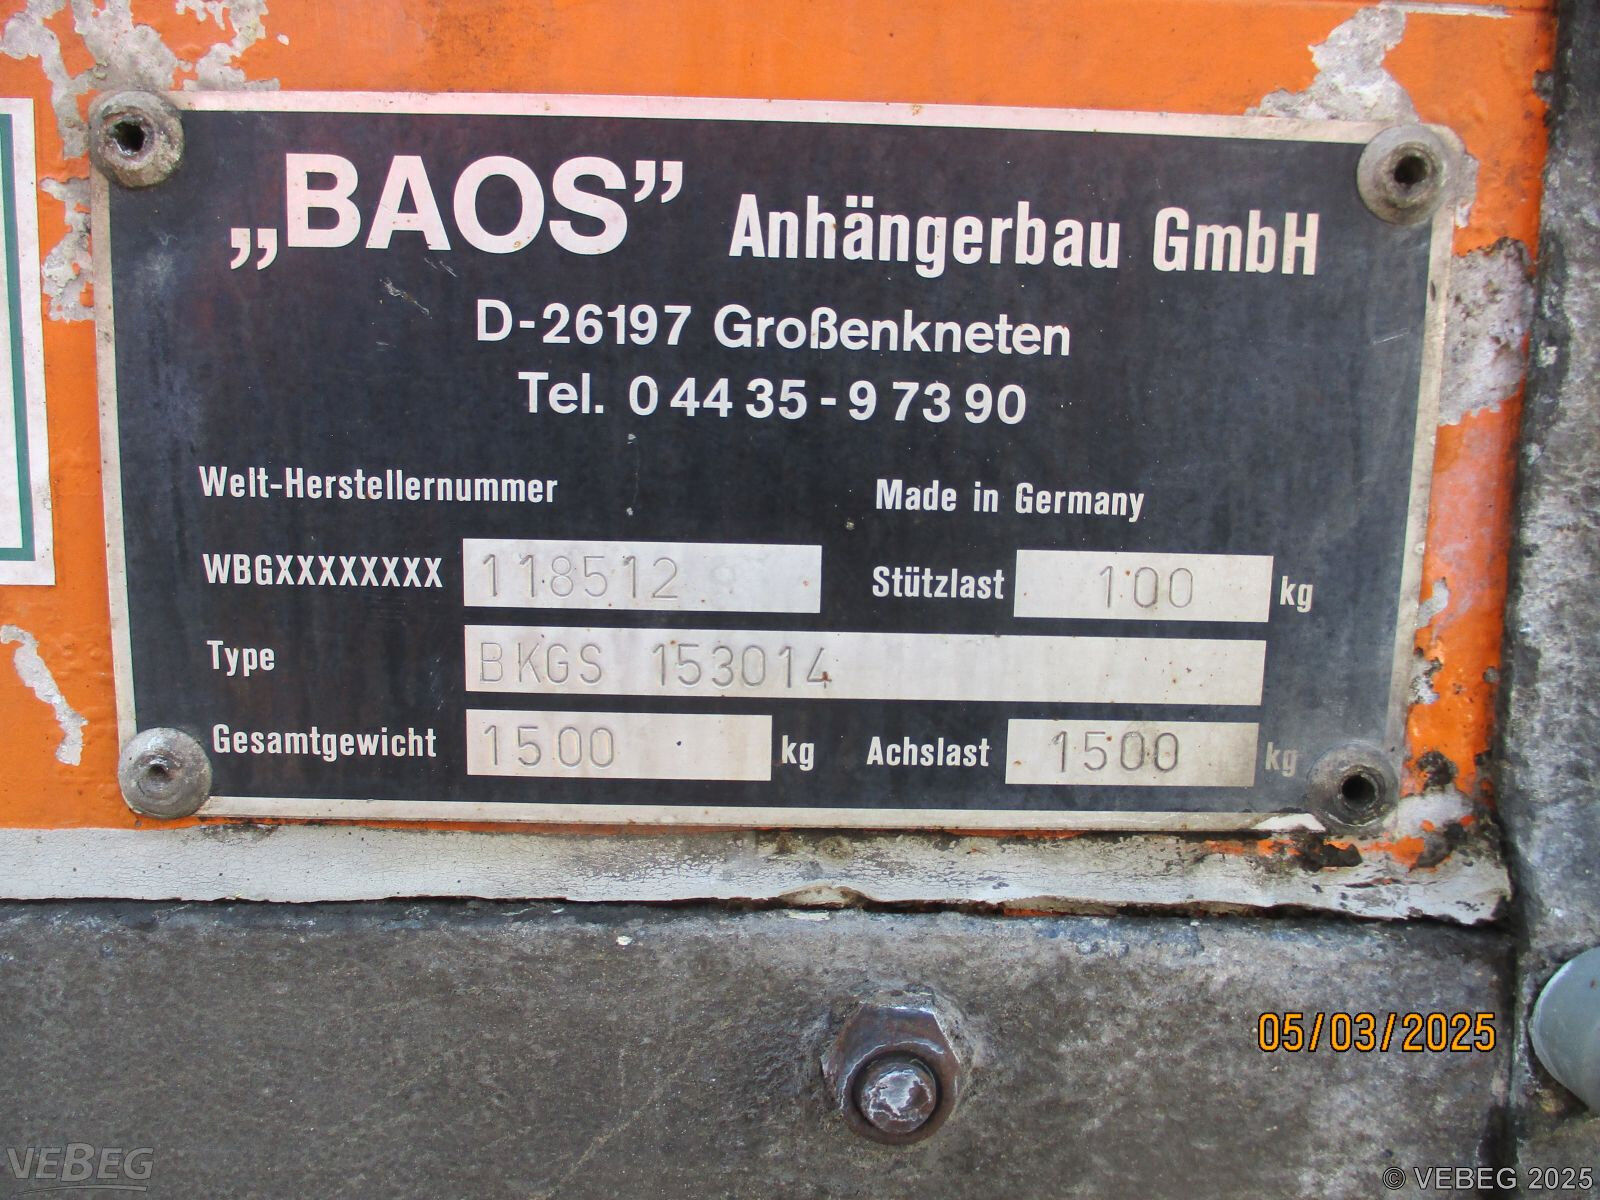 „BAOS” Anhängerbau GmbH
D-26197 Großenkneten
Tel. 0 44 35 - 9 73 90
Welt-Herstellernummer Made in Germany
WBGXXXXXXXX 118512 Stützlast 100 kg
Type BKGS 153014
Gesamtgewicht 1500 kg Achslast 1500 kg
05/03/2025
VEBEG
© VEBEG 2025